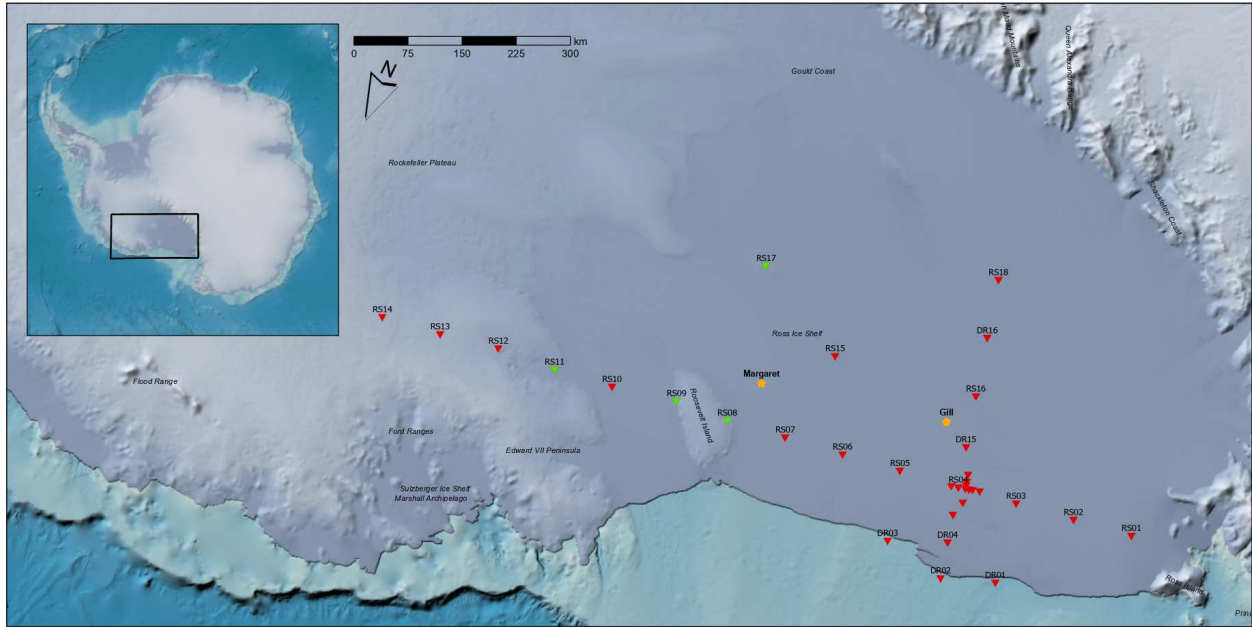 Queen Alexandra Range
Mountains
km
0 75 150 225 300
N
Gould Coast
Rockefeller Plateau
Shackleton Coast
RS17
RS18
RS14
RS13
RS12
Ross Ice Shelf
DR16
RS15
RS11
Margaret
RS10
Flood Range
RS09
RS16
Roosevelt Island
RS08
Gill
Ford Ranges
RS07
DR15
Edward VII Peninsula
RS06
RS05
RS04
Sulzberger Ice Shelf
Marshall Archipelago
RS03
RS02
RS01
DR03
DR04
DR02
DR01
Ross Island
Prin